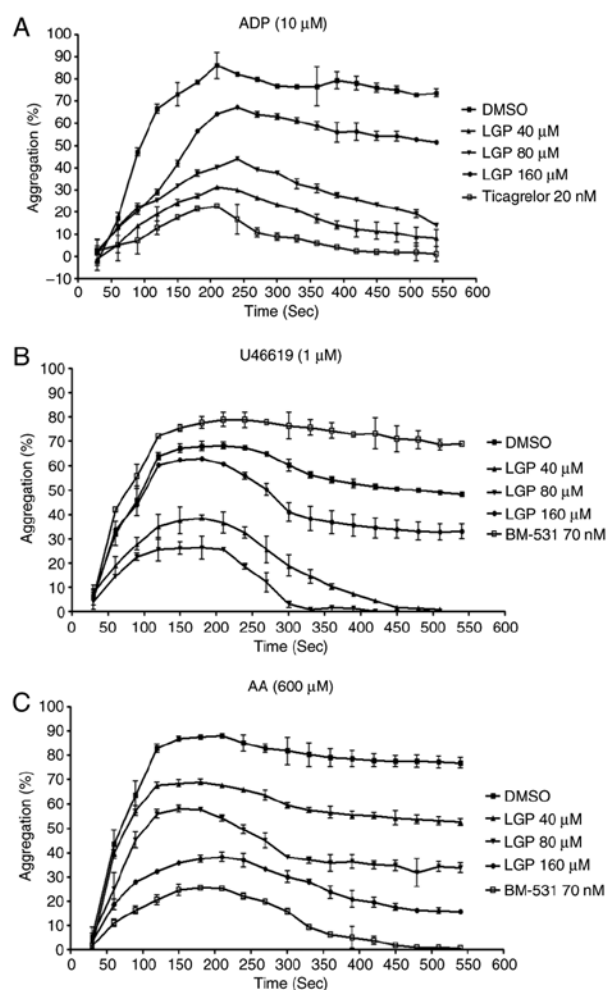 A
ADP (10 µM)
Aggregation (%)
100
90
80
70
60
50
40
30
20
10
0
−10
0 50 100 150 200 250 300 350 400 450 500 550 600
Time (Sec)
DMSO
LGP 40 µM
LGP 80 µM
LGP 160 µM
Ticagrelor 20 nM
B
U46619 (1 µM)
Aggregation (%)
100
90
80
70
60
50
40
30
20
10
0
0 50 100 150 200 250 300 350 400 450 500 550 600
Time (Sec)
DMSO
LGP 40 µM
LGP 80 µM
LGP 160 µM
BM-531 70 nM
C
AA (600 µM)
Aggregation (%)
100
90
80
70
60
50
40
30
20
10
0
0 50 100 150 200 250 300 350 400 450 500 550 600
Time (Sec)
DMSO
LGP 40 µM
LGP 80 µM
LGP 160 µM
BM-531 70 nM